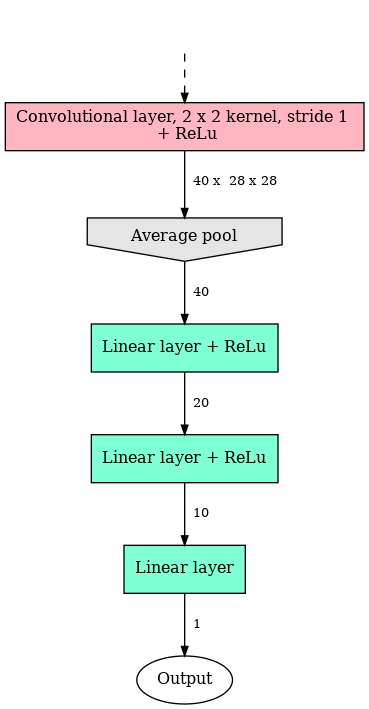 Convolutional layer, 2 x 2 kernel, stride 1
+ ReLu
40 x  28 x 28
Average pool
40
Linear layer + ReLu
20
Linear layer + ReLu
10
Linear layer
1
Output